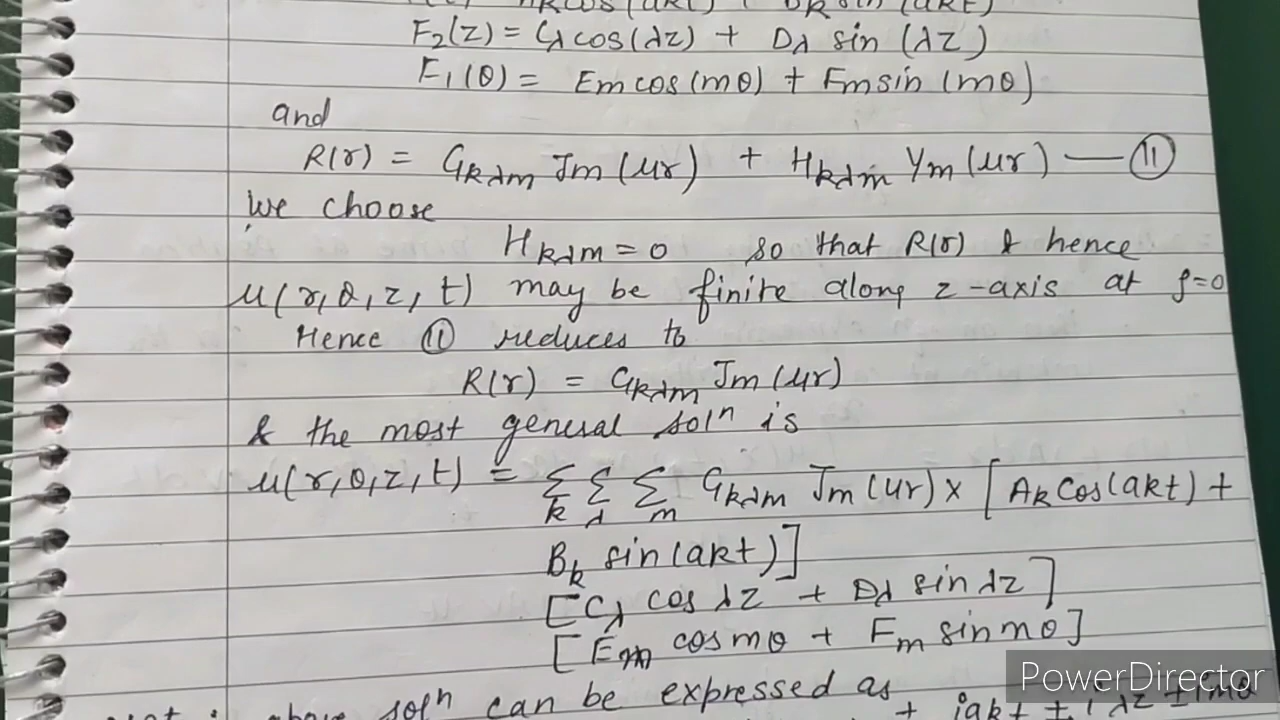 F₂(z) = Cλ cos(λz) + Dλ sin (λz)
F₁(θ) = Em cos(mθ) + Fm sin (mθ)
and
R(r) = Gkλm Jm (μr) + Hkλm Ym (μr) — ⑪
We choose
Hkλm = 0 so that R(r) & hence
u(r,θ,z,t) may be finite along z-axis at ρ=0
Hence ⑪ reduces to
R(r) = Gkλm Jm (μr)
& the most general solⁿ is
u(r,θ,z,t) = Σk Σλ Σm Gkλm Jm (μr) × [Ak Cos(akt) +
Bk sin(akt)]
[Cλ cos λz + Dλ sin λz]
[Em cos mθ + Fm sin mθ]
above solⁿ can be expressed as
PowerDirector